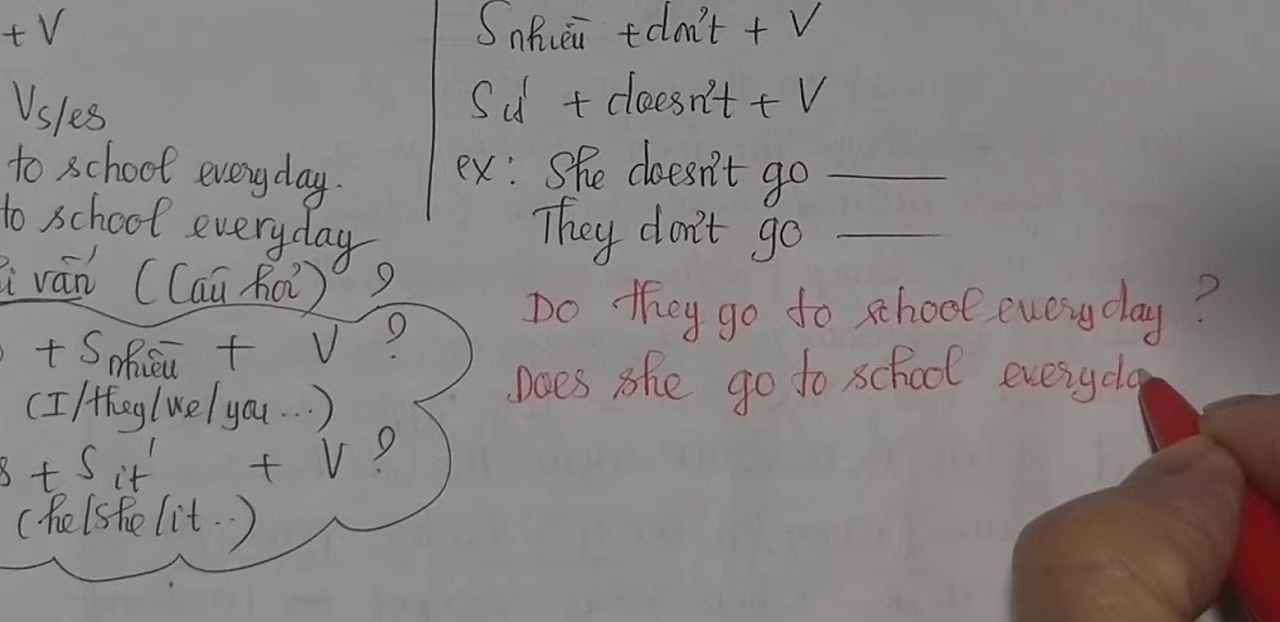 + V
Vs/es
to school everyday.
to school everyday
vấn (Câu hỏi) ?
+ S nhiều + V ?
(I/they/we/you ...)
s + S ít + V ?
(he/she/it ..)
S nhiều + don't + V
S ít + doesn't + V
ex: She doesn't go ———
They don't go ———
Do they go to school everyday ?
Does she go to school everyda